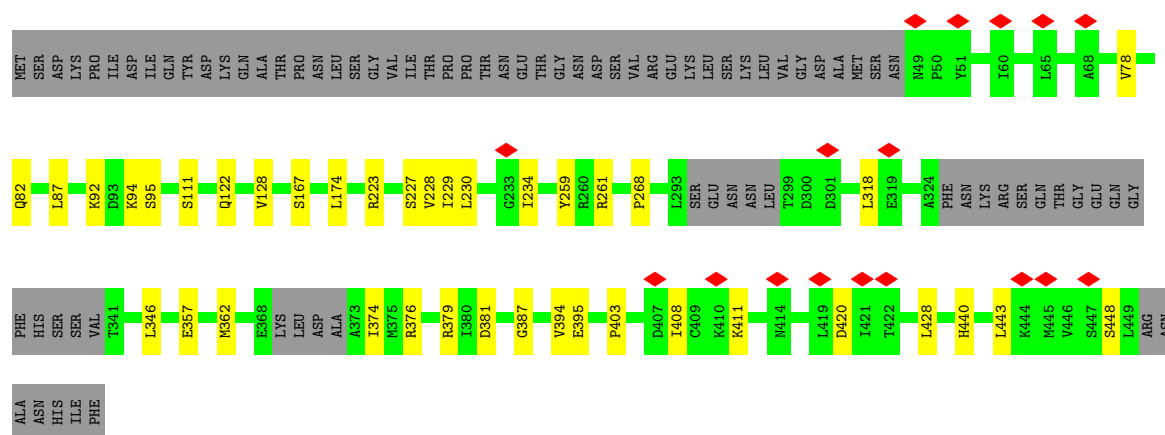 MET SER ASP LYS PRO ILE ASP ILE GLN TYR ASP LYS GLN ALA THR PRO ASN LEU SER GLY VAL ILE THR PRO PRO THR ASN GLU THR GLY ASN ASP SER VAL ARG GLU LYS LEU SER LYS LEU VAL GLY ASP ALA MET SER ASN N49 P50 Y51 I60 L65 A68 V78
Q82 L87 K92 D93 K94 S95 S111 Q122 V128 S167 L174 R223 S227 V228 I229 L230 G233 I234 Y259 R260 R261 P268 L293 SER GLU ASN ASN LEU T299 D300 D301 L318 E319 A324 PHE ASN LYS ARG SER GLN THR GLY GLU GLN GLY
PHE HIS SER SER VAL T341 L346 E357 M362 E368 LYS LEU ASP ALA A373 I374 M375 R376 R379 I380 D381 G387 V394 E395 P403 D407 I408 C409 K410 K411 N414 L419 D420 I421 T422 L428 H440 L443 K444 M445 V446 S447 S448 L449 ARG ASN
ALA ASN HIS ILE PHE